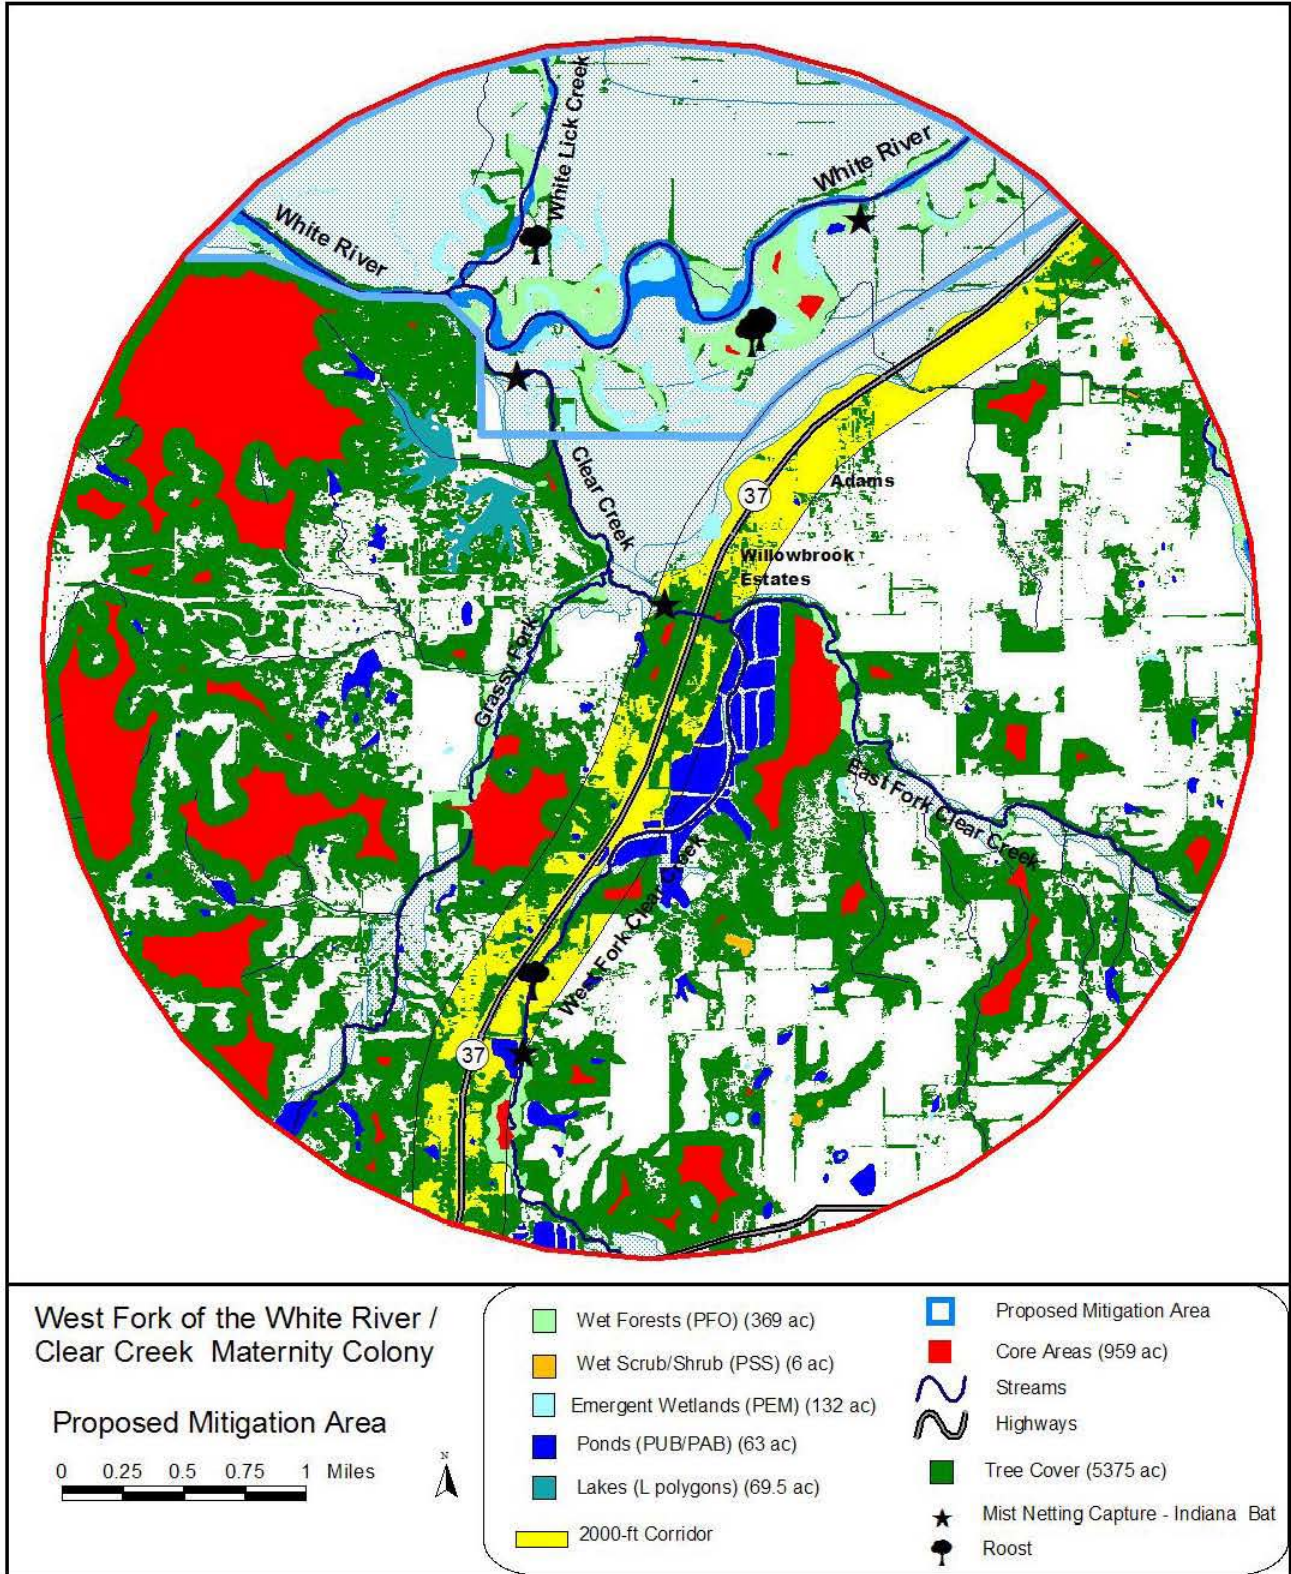 White Lick Creek
White River
White River
Clear Creek
37
Adams
Willowbrook
Estates
Grassy Fork
East Fork Clear Creek
West Fork Clear Creek
37
West Fork of the White River /
Clear Creek Maternity Colony
Proposed Mitigation Area
0 0.25 0.5 0.75 1 Miles
N
Wet Forests (PFO) (369 ac)
Wet Scrub/Shrub (PSS) (6 ac)
Emergent Wetlands (PEM) (132 ac)
Ponds (PUB/PAB) (63 ac)
Lakes (L polygons) (69.5 ac)
2000-ft Corridor
Proposed Mitigation Area
Core Areas (959 ac)
Streams
Highways
Tree Cover (5375 ac)
Mist Netting Capture - Indiana Bat
Roost